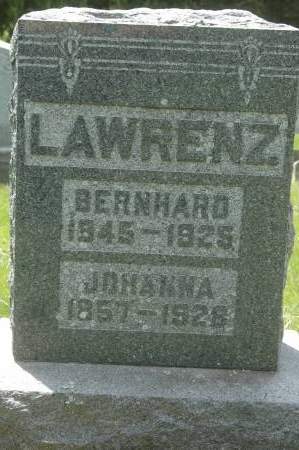 LAWRENZ
BERNHARD
1845-1925
JOHANNA
1857-1926